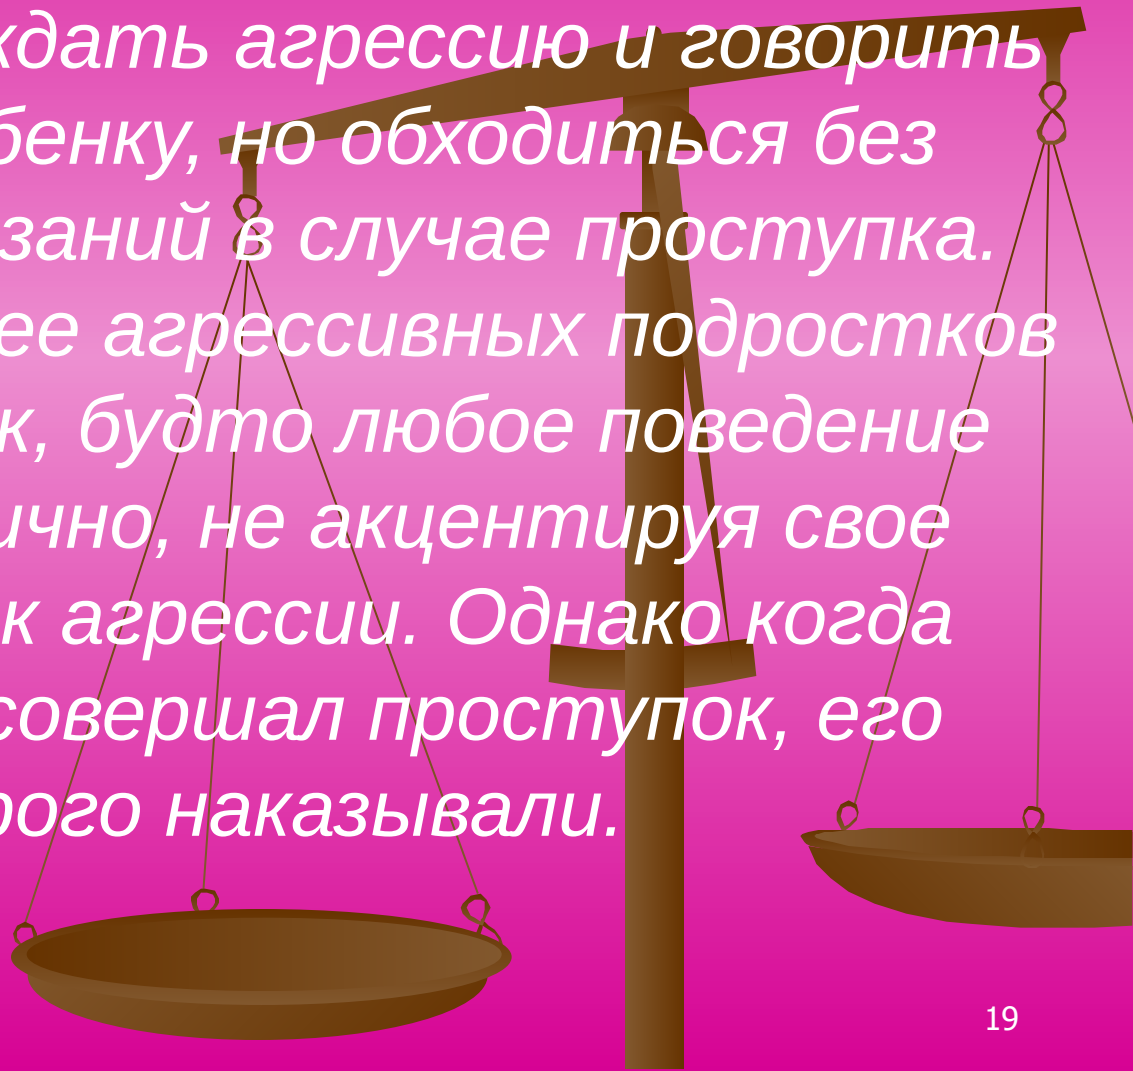 ждать агрессию и говорить
бенку, но обходиться без
заний в случае проступка.
ее агрессивных подростков
к, будто любое поведение
ично, не акцентируя свое
к агрессии. Однако когда
совершал проступок, его
рого наказывали.
19